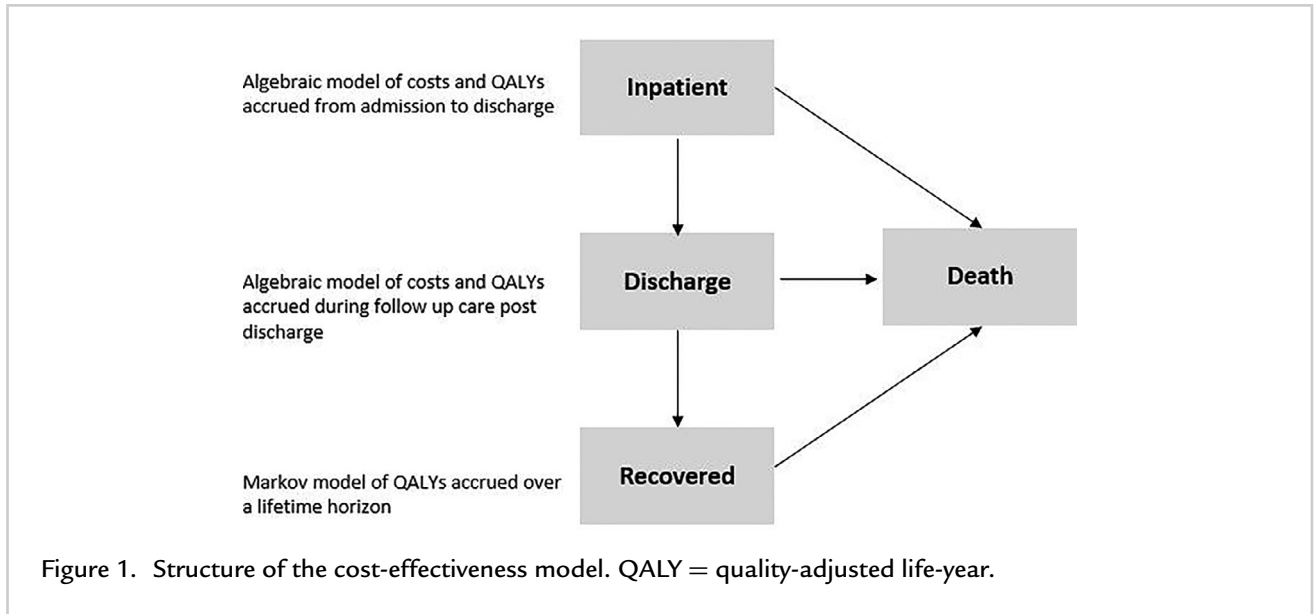 Algebraic model of costs and QALYs
accrued from admission to discharge
Inpatient
Algebraic model of costs and QALYs
accrued during follow up care post
discharge
Discharge
Death
Markov model of QALYs accrued over
a lifetime horizon
Recovered
Figure 1. Structure of the cost-effectiveness model. QALY = quality-adjusted life-year.